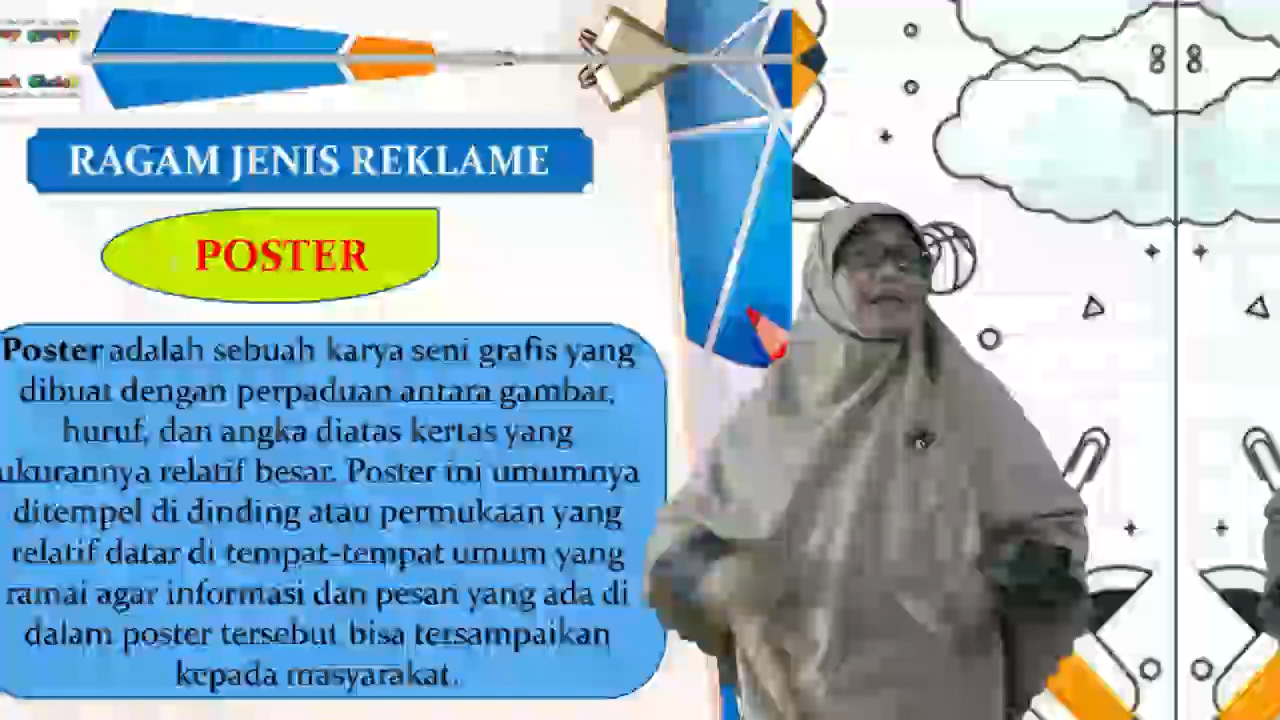 RAGAM JENIS REKLAME
POSTER
Poster adalah sebuah karya seni grafis yang
dibuat dengan perpaduan antara gambar,
huruf, dan angka diatas kertas yang
ukurannya relatif besar. Poster ini umumnya
ditempel di dinding atau permukaan yang
relatif datar di tempat-tempat umum yang
ramai agar informasi dan pesan yang ada di
dalam poster tersebut bisa tersampaikan
kepada masyarakat.